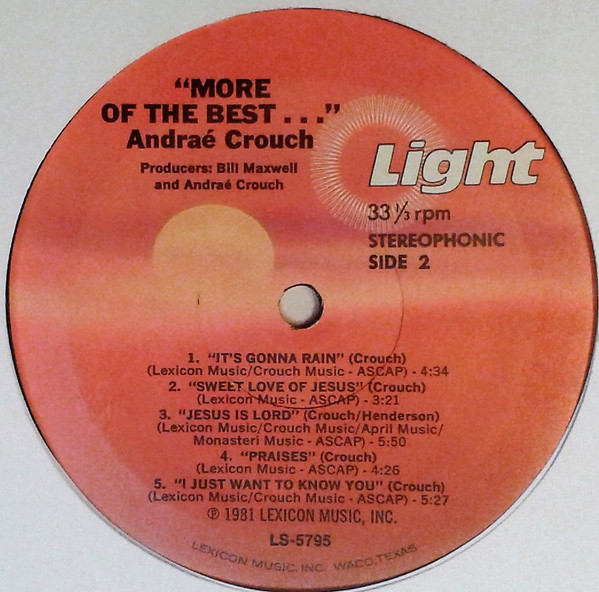 “MORE
OF THE BEST . . .”
Andraé Crouch
Producers: Bill Maxwell
and Andraé Crouch
Light
33 ⅓ rpm
STEREOPHONIC
SIDE 2
1. “IT'S GONNA RAIN” (Crouch)
(Lexicon Music/Crouch Music - ASCAP) - 4:34
2. “SWEET LOVE OF JESUS” (Crouch)
(Lexicon Music - ASCAP) - 3:21
3. “JESUS IS LORD” (Crouch/Henderson)
(Lexicon Music/Crouch Music/April Music/
Monasteri Music - ASCAP) - 5:50
4. “PRAISES” (Crouch)
(Lexicon Music - ASCAP) - 4:26
5. “I JUST WANT TO KNOW YOU” (Crouch)
(Lexicon Music/Crouch Music - ASCAP) - 5:27
℗ 1981 LEXICON MUSIC, INC.
LS-5795
LEXICON MUSIC, INC. WACO, TEXAS